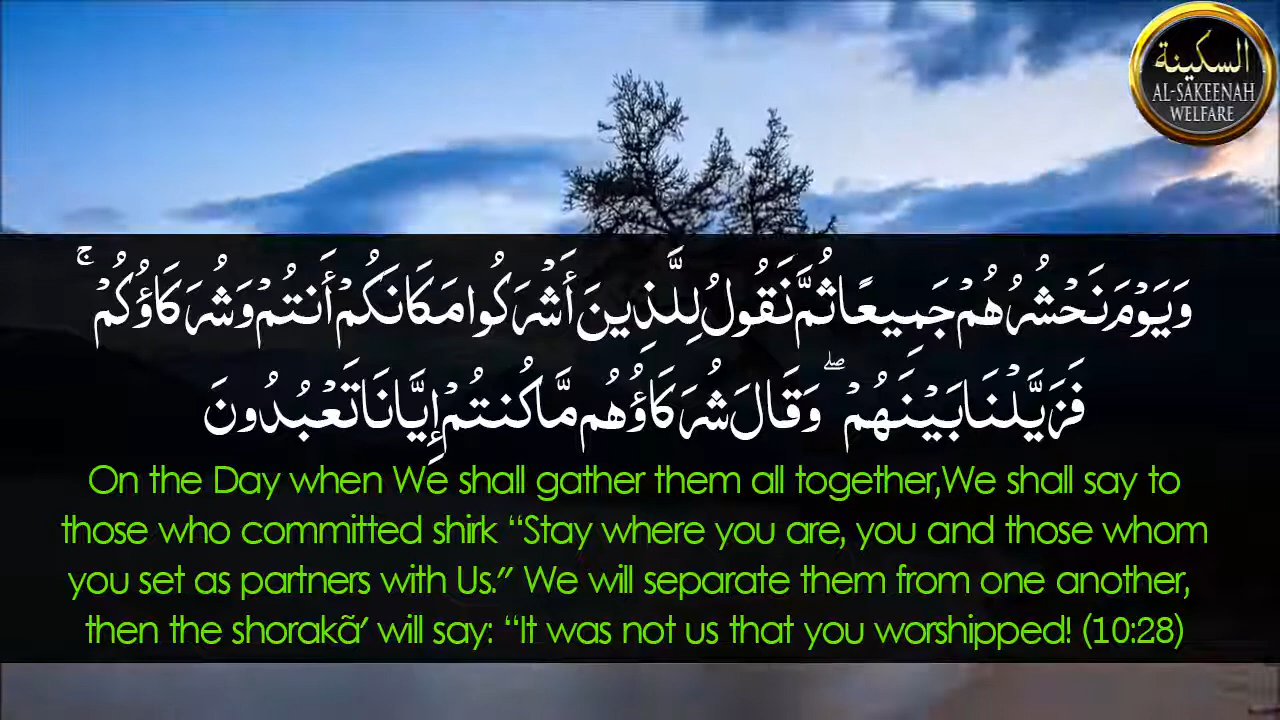 السكينة
AL-SAKEENAH
WELFARE
وَيَوْمَ نَحْشُرُهُمْ جَمِيعًا ثُمَّ نَقُولُ لِلَّذِينَ أَشْرَكُوا مَكَانَكُمْ أَنتُمْ وَشُرَكَاؤُكُمْ ۚ
فَزَيَّلْنَا بَيْنَهُمْ ۖ وَقَالَ شُرَكَاؤُهُم مَّا كُنتُمْ إِيَّانَا تَعْبُدُونَ
On the Day when We shall gather them all together,We shall say to
those who committed shirk “Stay where you are, you and those whom
you set as partners with Us.” We will separate them from one another,
then the shorakã’ will say: “It was not us that you worshipped! (10:28)